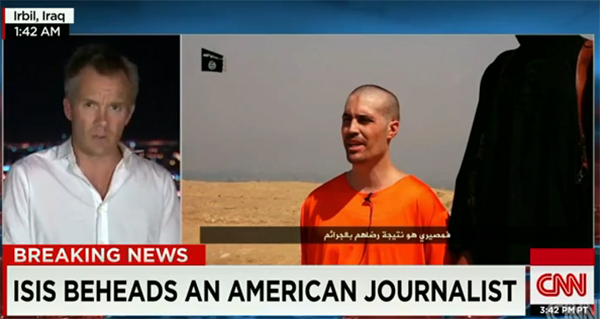 Irbil, Iraq
1:42 AM
فمصيري هو نتيجة رضاهم بالجرائم
BREAKING NEWS
ISIS BEHEADS AN AMERICAN JOURNALIST
CNN
3:42 PM PT